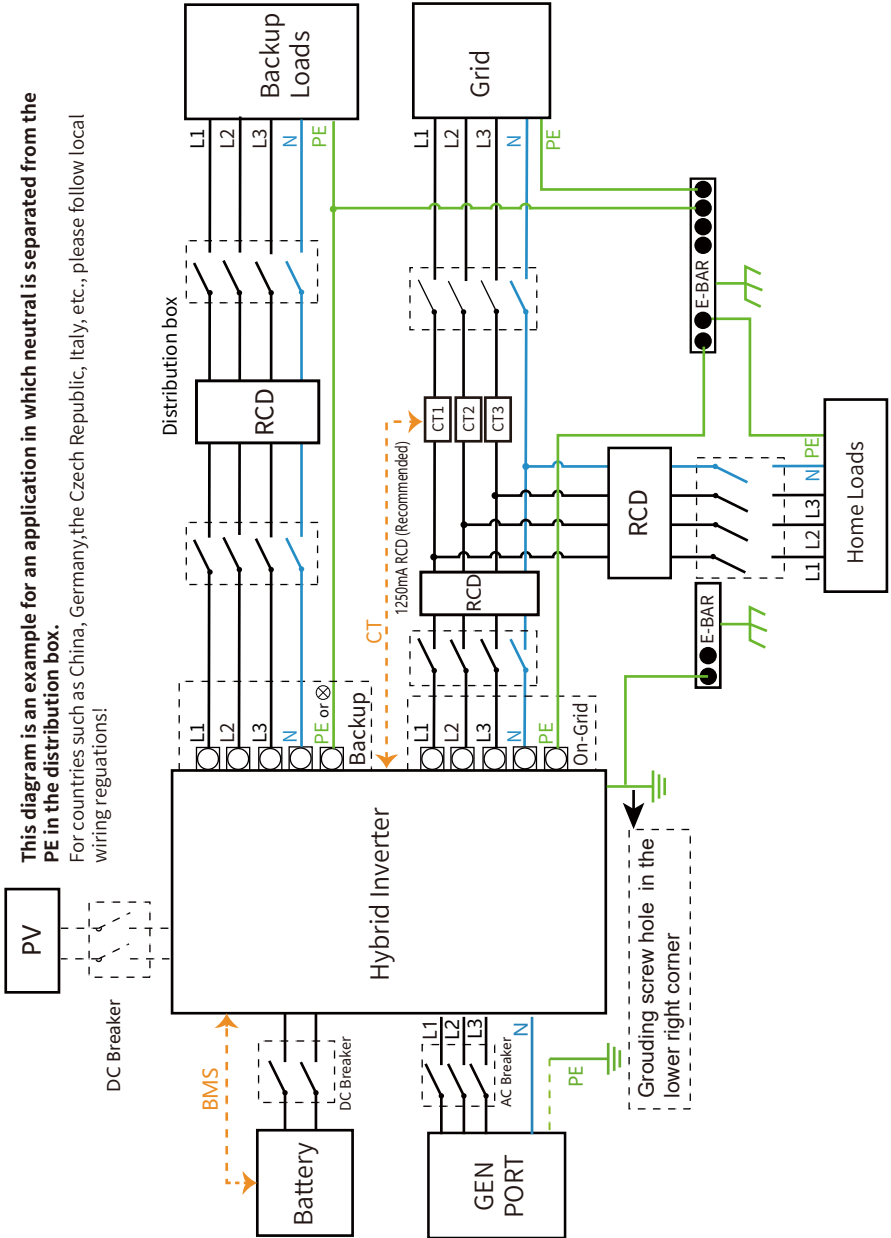 This diagram is an example for an application in which neutral is separated from the
PE in the distribution box.
For countries such as China, Germany,the Czech Republic, Italy, etc., please follow local
wiring reguations!
PV
DC Breaker
BMS
Battery
DC Breaker
GEN
PORT
L1
L2
L3
N
AC Breaker
PE
Hybrid Inverter
Grouding screw hole in the
lower right corner
L1
L2
L3
N
PE or
Backup
Distribution box
RCD
L1
L2
L3
N
PE
Backup
Loads
CT
L1
L2
L3
N
PE
On-Grid
1250mA RCD (Recommended)
RCD
CT1
CT2
CT3
L1
L2
L3
N
PE
Grid
RCD
L1
L2
L3
N
PE
Home Loads
E-BAR
E-BAR